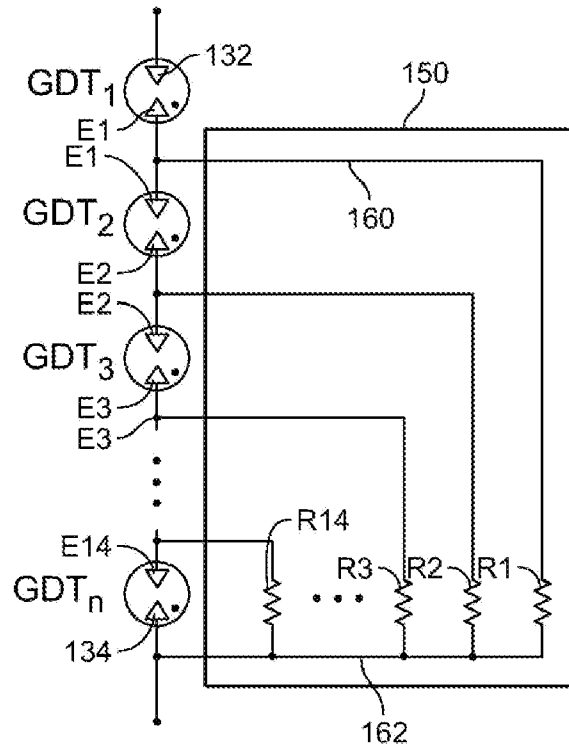 132
GDT1
E1
150
E1
160
GDT2
E2
E2
GDT3
E3
E3
R14
E14
R3
R2
R1
GDTn
134
162